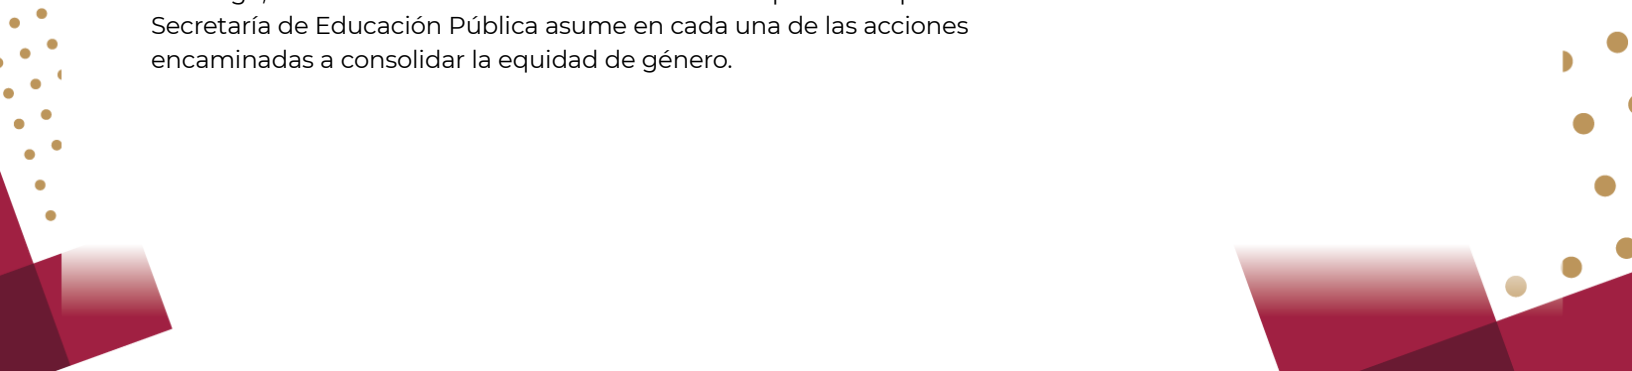 Secretaría de Educación Pública asume en cada una de las acciones
encaminadas a consolidar la equidad de género.